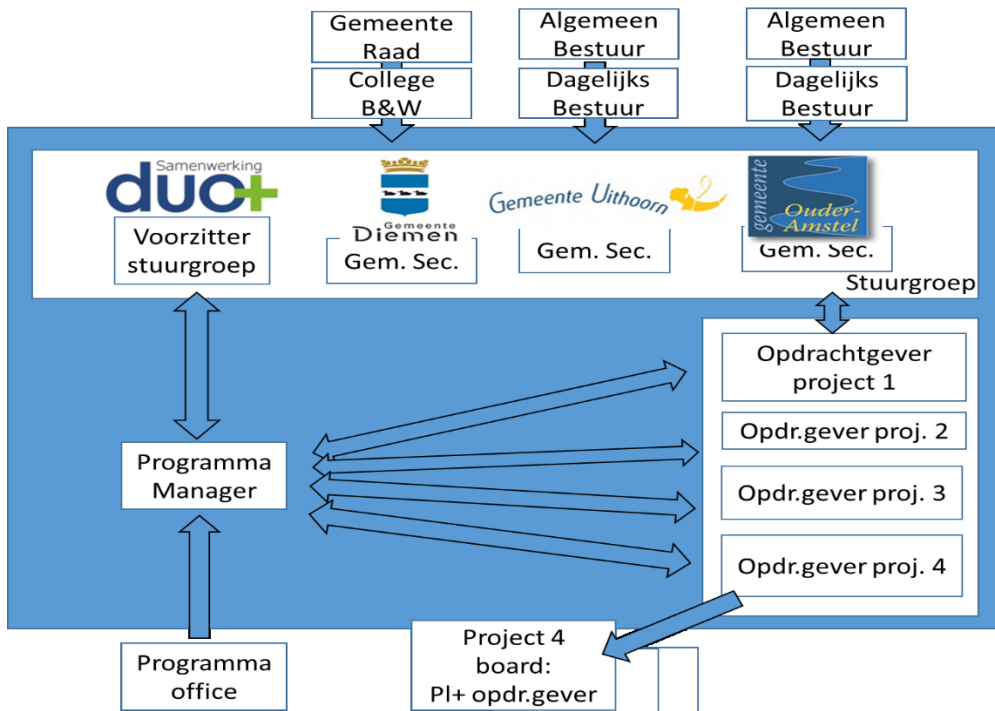 Gemeente
Raad
College
B&W
Algemeen
Bestuur
Dagelijks
Bestuur
Algemeen
Bestuur
Dagelijks
Bestuur
Samenwerking
duo+
Voorzitter
stuurgroep
Gemeente
Diemen
Gem. Sec.
Gemeente Uithoorn
Gem. Sec.
gemeente
Ouder-
Amstel
Gem. Sec.
Stuurgroep
Opdrachtgever
project 1
Opdr.gever proj. 2
Opdr.gever proj. 3
Opdr.gever proj. 4
Programma
Manager
Programma
office
Project 4
board:
Pl+ opdr.gever